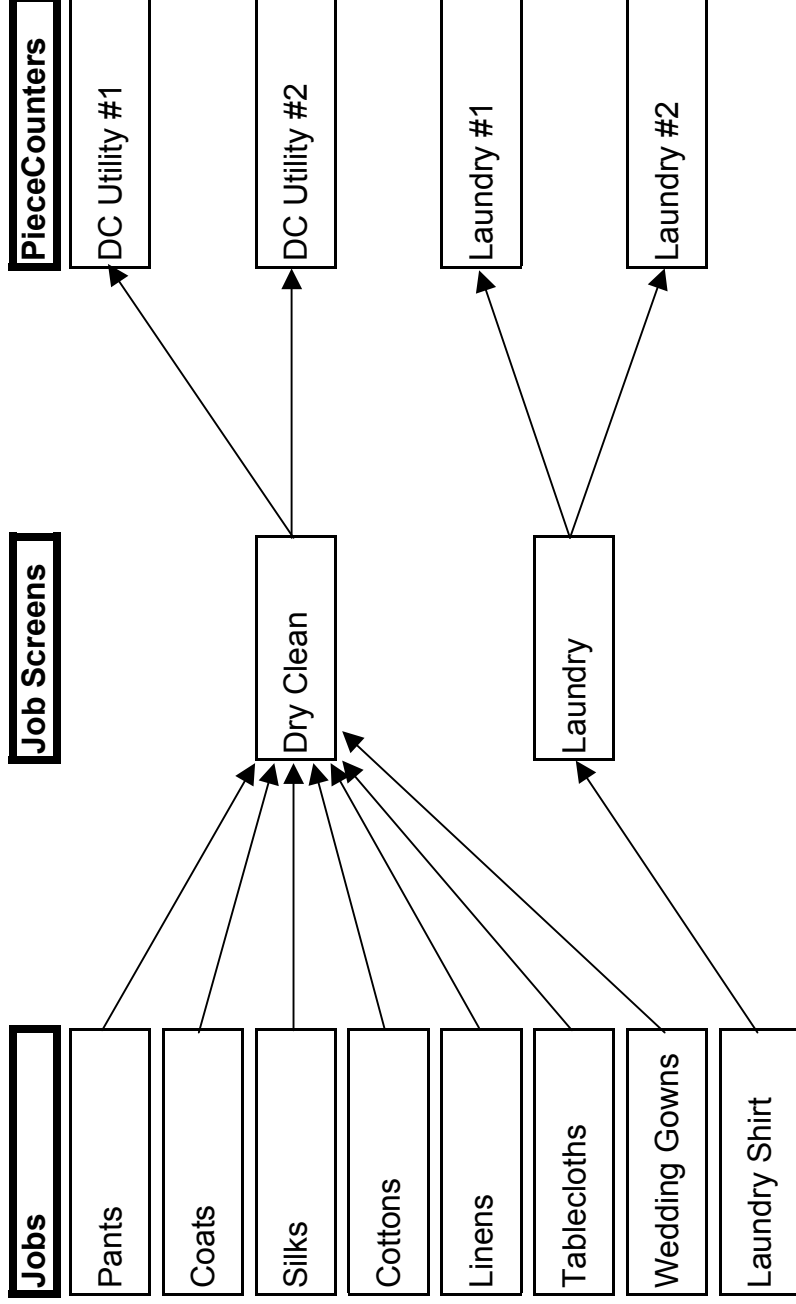 Jobs
Pants
Coats
Silks
Cottons
Linens
Tablecloths
Wedding Gowns
Laundry Shirt
Job Screens
Dry Clean
Laundry
PieceCounters
DC Utility #1
DC Utility #2
Laundry #1
Laundry #2